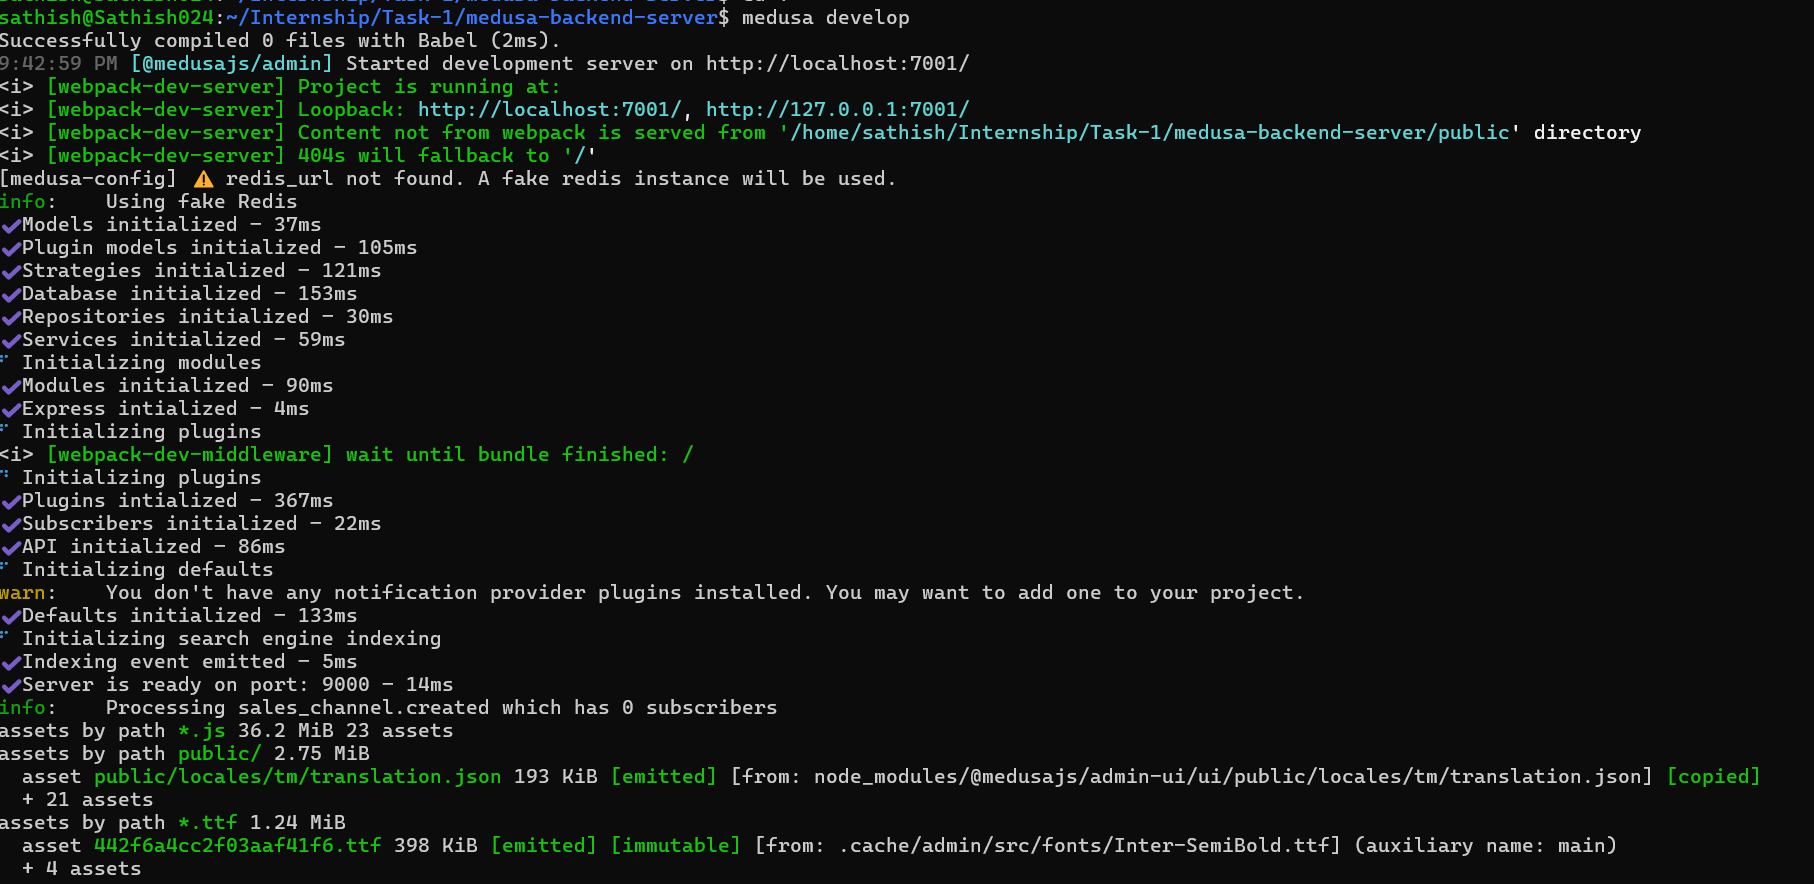 sathish@Sathish024:~/Internship/Task-1/medusa-backend-server$ medusa develop
Successfully compiled 0 files with Babel (2ms).
9:42:59 PM [@medusajs/admin] Started development server on http://localhost:7001/
<i> [webpack-dev-server] Project is running at:
<i> [webpack-dev-server] Loopback: http://localhost:7001/, http://127.0.0.1:7001/
<i> [webpack-dev-server] Content not from webpack is served from '/home/sathish/Internship/Task-1/medusa-backend-server/public' directory
<i> [webpack-dev-server] 404s will fallback to '/'
[medusa-config] ⚠️ redis_url not found. A fake redis instance will be used.
info:    Using fake Redis
✔Models initialized – 37ms
✔Plugin models initialized – 105ms
✔Strategies initialized – 121ms
✔Database initialized – 153ms
✔Repositories initialized – 30ms
✔Services initialized – 59ms
Initializing modules
✔Modules initialized – 90ms
✔Express intialized – 4ms
Initializing plugins
<i> [webpack-dev-middleware] wait until bundle finished: /
Initializing plugins
✔Plugins intialized – 367ms
✔Subscribers initialized – 22ms
✔API initialized – 86ms
Initializing defaults
warn:    You don't have any notification provider plugins installed. You may want to add one to your project.
✔Defaults initialized – 133ms
Initializing search engine indexing
✔Indexing event emitted – 5ms
✔Server is ready on port: 9000 – 14ms
info:    Processing sales_channel.created which has 0 subscribers
assets by path *.js 36.2 MiB 23 assets
assets by path public/ 2.75 MiB
  asset public/locales/tm/translation.json 193 KiB [emitted] [from: node_modules/@medusajs/admin-ui/ui/public/locales/tm/translation.json] [copied]
  + 21 assets
assets by path *.ttf 1.24 MiB
  asset 442f6a4cc2f03aaf41f6.ttf 398 KiB [emitted] [immutable] [from: .cache/admin/src/fonts/Inter-SemiBold.ttf] (auxiliary name: main)
  + 4 assets